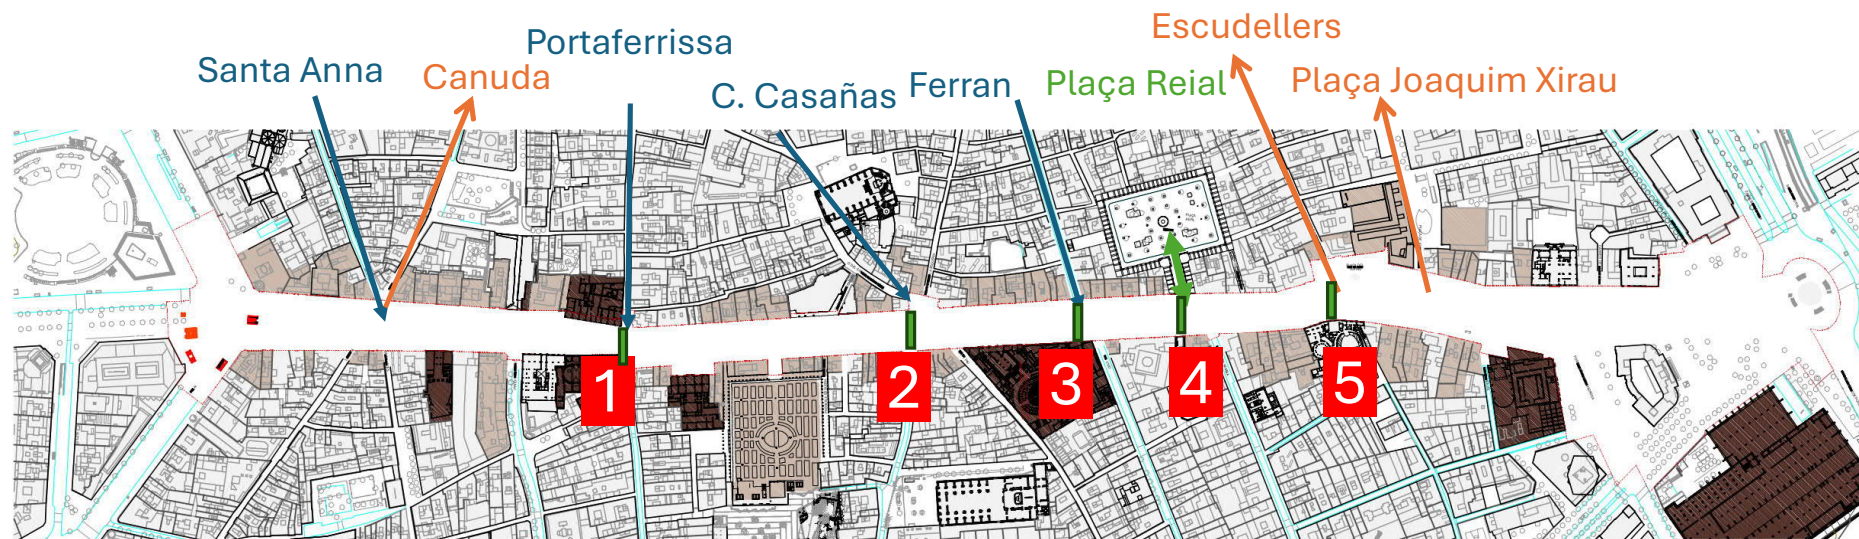 Santa Anna
Canuda
Portaferrissa
C. Casañas
Ferran
Plaça Reial
Escudellers
Plaça Joaquim Xirau
1
2
3
4
5